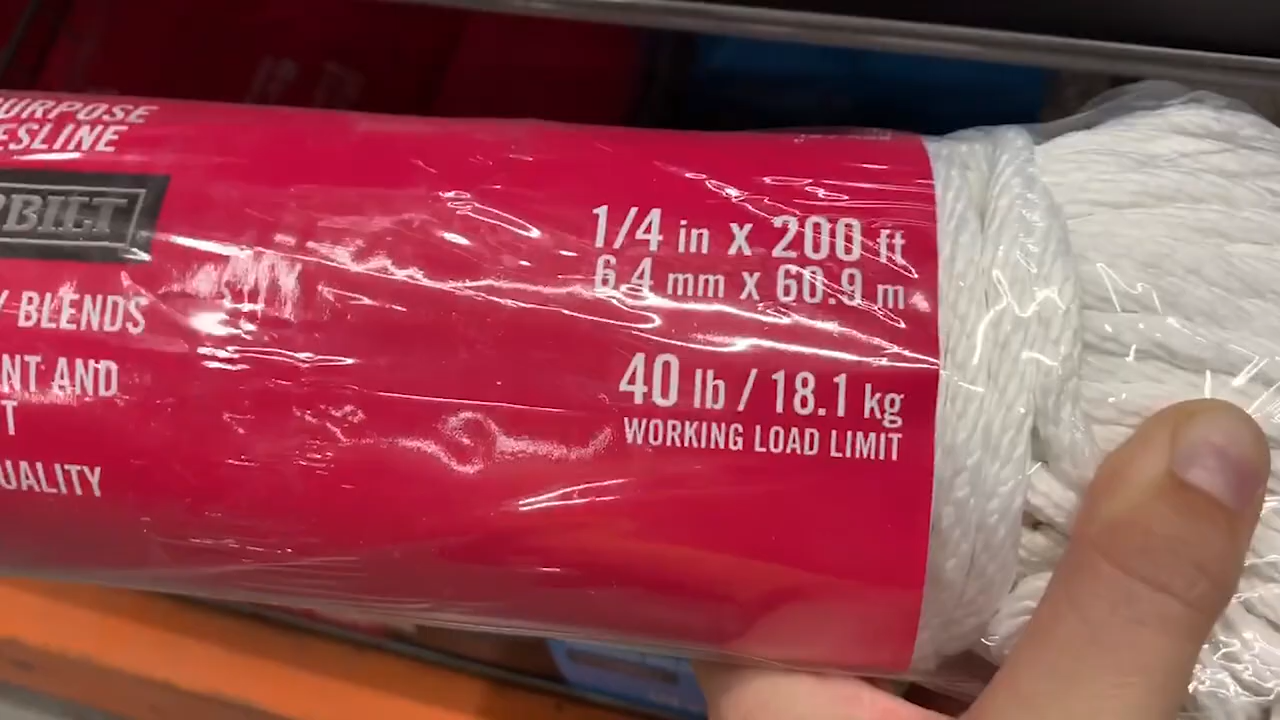 URPOSE
ESLINE
BILT
/ BLENDS
NT AND
T
UALITY
1/4 in x 200 ft
6.4 mm x 60.9 m
40 lb / 18.1 kg
WORKING LOAD LIMIT